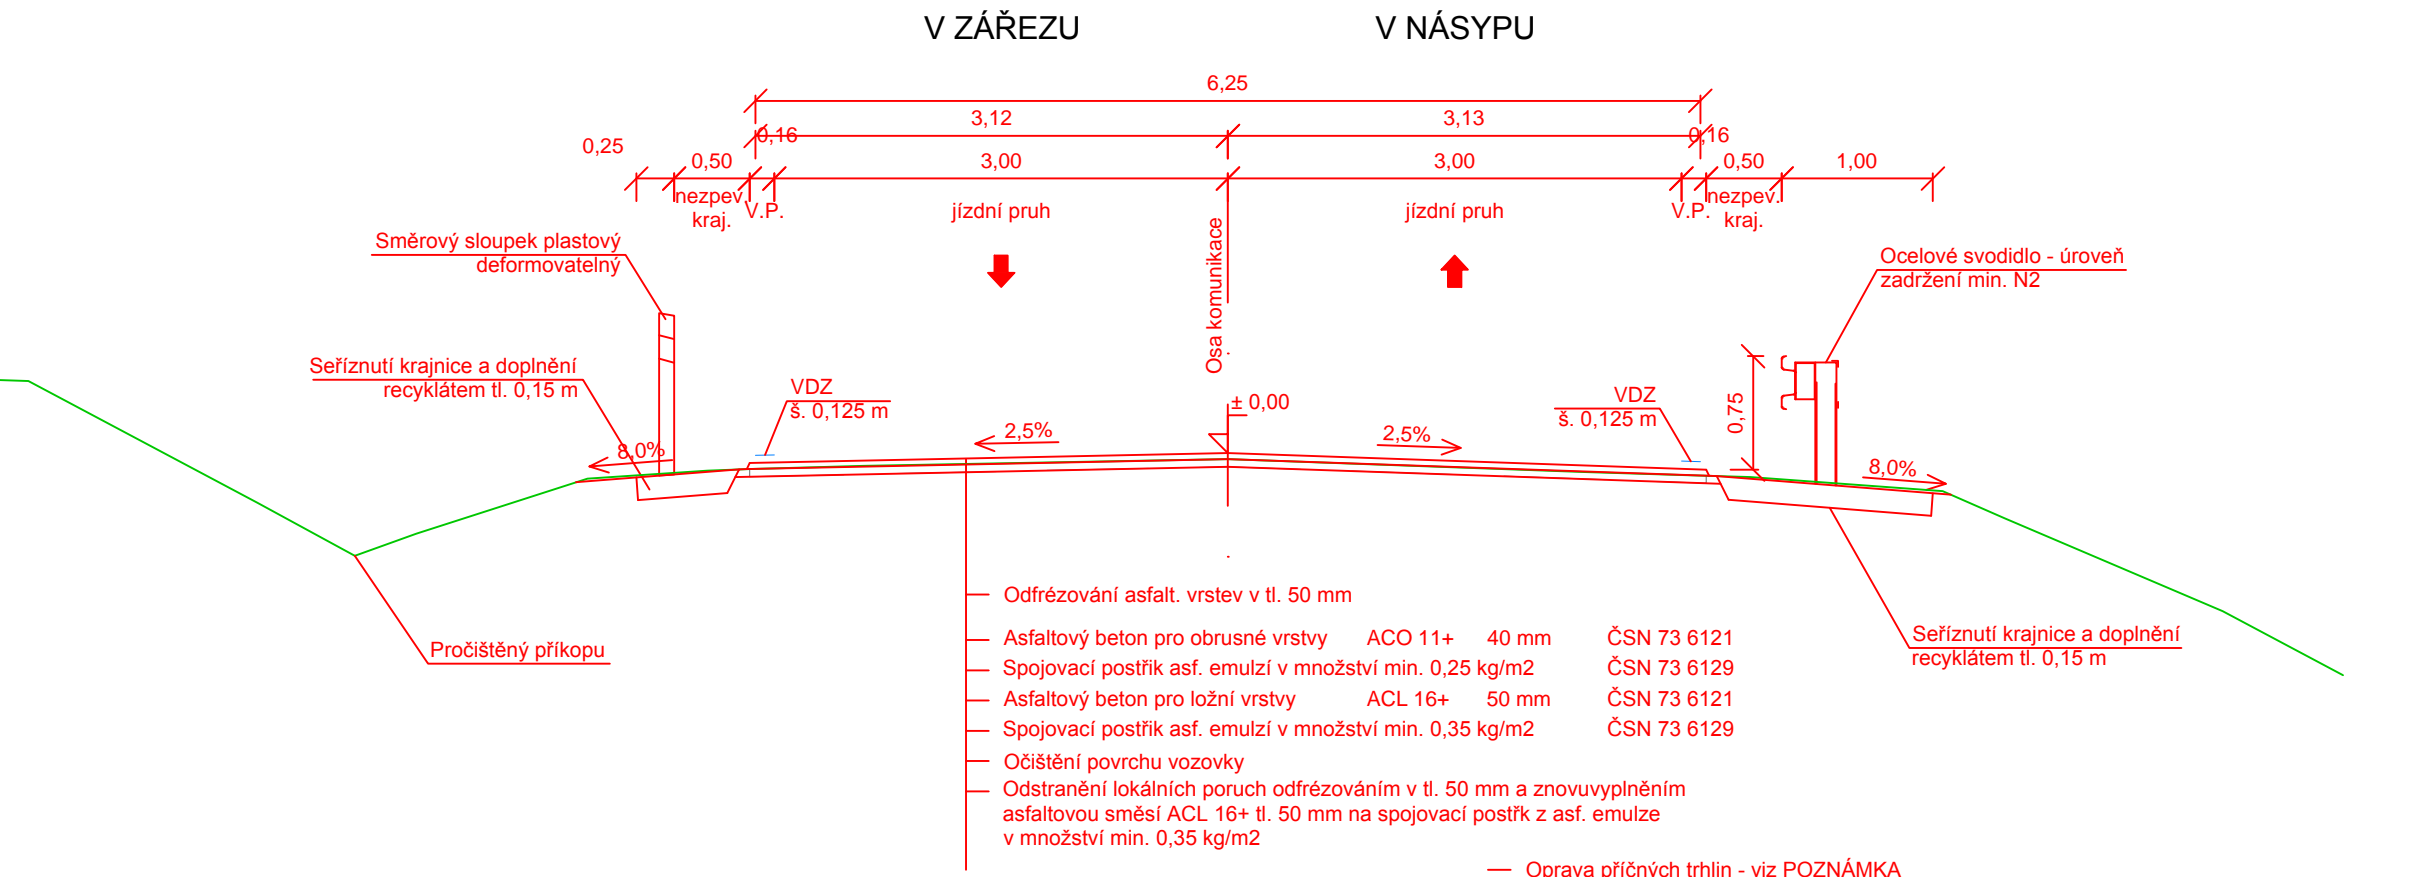 V ZÁŘEZU
V NÁSYPU
6,25
3,12
3,13
0,25
0,16
0,16
0,50
3,00
3,00
0,50
1,00
nezpev.
kraj.
V.P.
jízdní pruh
jízdní pruh
V.P.
nezpev.
kraj.
Osa komunikace
Směrový sloupek plastový
deformovatelný
Ocelové svodidlo - úroveň
zadržení min. N2
Seříznutí krajnice a doplnění
recyklátem tl. 0,15 m
VDZ
š. 0,125 m
± 0,00
VDZ
š. 0,125 m
0,75
8,0%
2,5%
2,5%
8,0%
Odfrézování asfalt. vrstev v tl. 50 mm
Asfaltový beton pro obrusné vrstvy ACO 11+ 40 mm ČSN 73 6121
Spojovací postřik asf. emulzí v množství min. 0,25 kg/m2 ČSN 73 6129
Asfaltový beton pro ložní vrstvy ACL 16+ 50 mm ČSN 73 6121
Spojovací postřik asf. emulzí v množství min. 0,35 kg/m2 ČSN 73 6129
Očištění povrchu vozovky
Odstranění lokálních poruch odfrézováním v tl. 50 mm a znovuvyplněním
asfaltovou směsí ACL 16+ tl. 50 mm na spojovací postřk z asf. emulze
v množství min. 0,35 kg/m2
Pročištěný příkopu
Seříznutí krajnice a doplnění
recyklátem tl. 0,15 m
Oprava příčných trhlin - viz POZNÁMKA